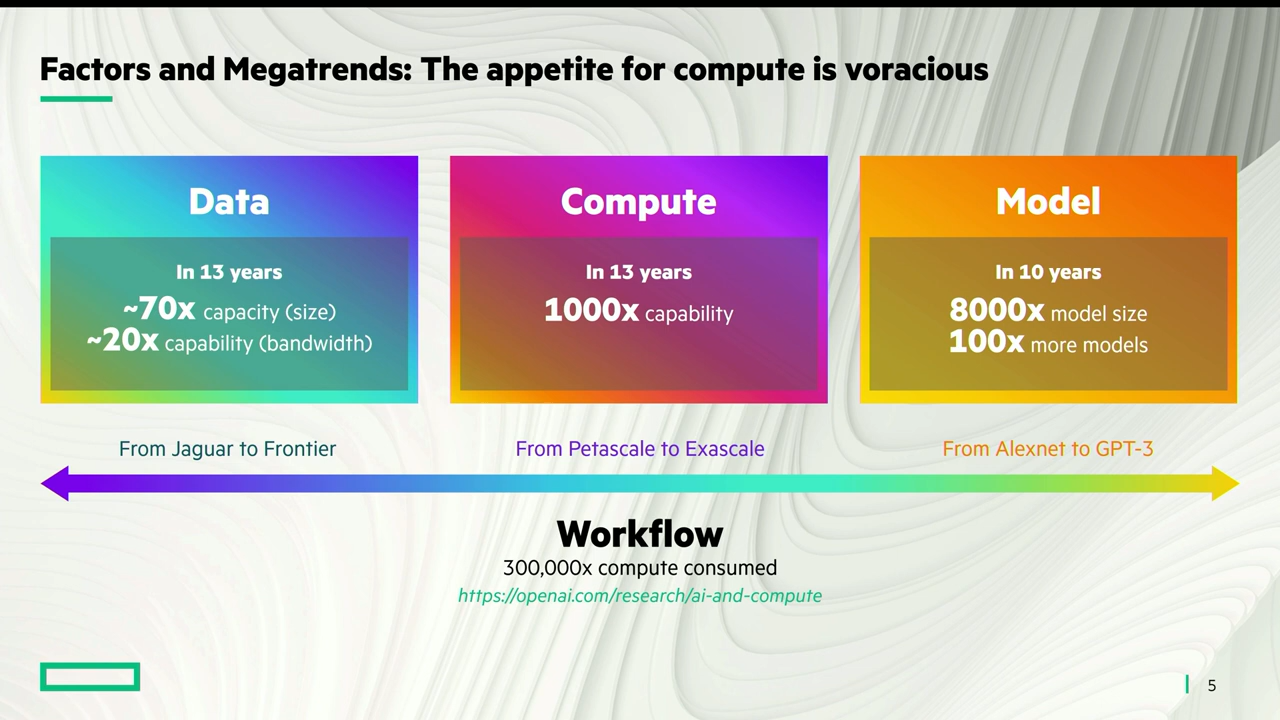 Factors and Megatrends: The appetite for compute is voracious
Data
In 13 years
~70x capacity (size)
~20x capability (bandwidth)
From Jaguar to Frontier
Compute
In 13 years
1000x capability
From Petascale to Exascale
Model
In 10 years
8000x model size
100x more models
From Alexnet to GPT-3
Workflow
300,000x compute consumed
https://openai.com/research/ai-and-compute
5